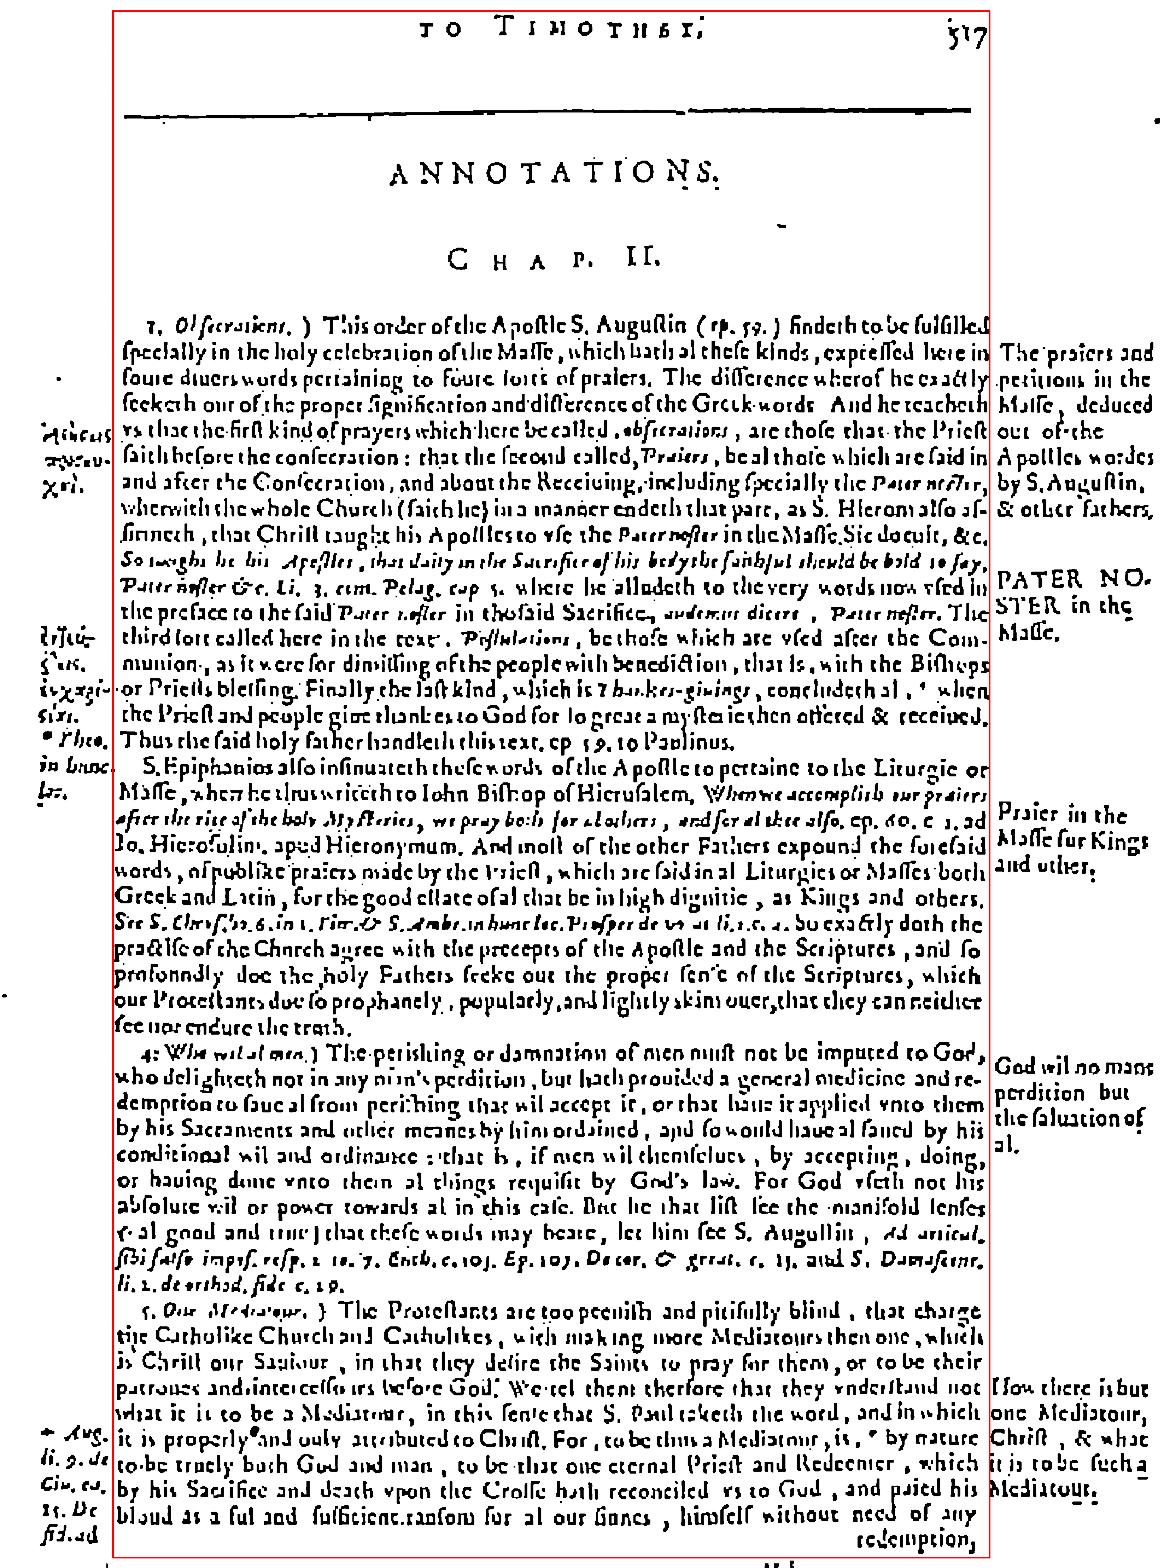 TO TIMOTHEE.
517
ANNOTATIONS.
CHAP. II.
1. Obsecrations. ) This order of the Apostle S. Augustin ( ep. 59. ) findeth to be fulfilled
specially in the holy celebration of the Masse, which hath al these kinds, expressed here in
foure diuers words pertaining to foure sorts of praiers. The difference wherof he exactly
seeketh out of the proper signification and difference of the Greek words And he teacheth
vs that the first kind of prayers which here be called, obsecrations, are those that the Priest
saith before the consecration: that the second called, Praiers, be al those which are said in
and after the Consecration, and about the Receiuing, including specially the Pater noster,
wherwith the whole Church (saith he) in a manner endeth that part, as S. Hierom also af-
firmeth, that Christ taught his Apostles to vse the Pater noster in the Masse. Sic docuit, &c.
So taught he his Apostles, that daily in the Sacrifice of his body the faithful should be bold to say,
Pater noster &c. Li. 3. cont. Pelag. cap 5. where he alludeth to the very words now vsed in
the preface to the said Pater noster in the said Sacrifice, audemus dicere, Pater noster. The
third sort called here in the text. Postulations, be those which are vsed after the Com-
munion, as it were for dimissing of the people with benediction, that is, with the Bishops
or Priests blessing. Finally the last kind, which is Thankes-giuings, concludeth al, * when
the Priest and people giue thankes to God for so great a mysterie then offered & receiued.
Thus the said holy father handleth this text. ep 59. to Paulinus.
S. Epiphanius also insinuateth these words of the Apostle to pertaine to the Liturgie or
Masse, when he thus writeth to Iohn Bishop of Hierusalem, When we accomplish our praiers
after the rite of the holy Mysteries, we pray both for al others, and for al thee also. ep. 60. c 1. ad
Io. Hierosolim. apud Hieronymum. And most of the other Fathers expound the foresaid
words, of publike praiers made by the Priest, which are said in al Liturgies or Masses both
Greek and Latin, for the good estate of al that be in high dignitie, as Kings and others.
See S. Chrys. ho. 6. in 1. Tim. & S. Ambr. in hunc loc. Prosper de li. 1. c. 4. So exactly doth the
practise of the Church agree with the precepts of the Apostle and the Scriptures, and so
profoundly doe the holy Fathers seeke out the proper sense of the Scriptures, which
our Protestants doe so prophanely, popularly, and lightly skim ouer, that they can neither
see nor endure the truth.
4. Who wil al men. ) The perishing or damnation of men must not be imputed to God,
who delighteth not in any man's perdition, but hath prouided a general medicine and re-
demption to saue al from perishing that wil accept it, or that haue it applied vnto them
by his Sacraments and other meanes by him ordained, and so would haue al saued by his
conditional wil and ordinance: that is, if men wil themselues, by accepting, doing,
or hauing done vnto them al things requisit by God's law. For God vseth not his
absolute wil or power towards al in this case. But he that list see the manifold senses
( al good and true ) that these words may beare, let him see S. Augustin, Ad articul.
sibi falso impos. resp. 2 to. 7. Ench. c. 103. Ep. 107. De cor. & grat. c. 15. and S. Damascene.
li. 2. de orthod. fide c. 29.
5. One Mediatour. ) The Protestants are too peeuish and pitifully blind, that charge
the Catholike Church and Catholikes, with making more Mediatours then one, which
is Christ our Sauiour, in that they desire the Saints to pray for them, or to be their
patrones and intercessours before God. We tel them therfore that they vnderstand not
what it is to be a Mediatour, in this sense that S. Paul taketh the word, and in which
it is properly and only attributed to Christ. For, to be thus a Mediatour, is, * by nature
to be truely both God and man, to be that one eternal Priest and Redeemer, which
by his Sacrifice and death vpon the Crosse hath reconciled vs to God, and paied his
bloud as a ful and sufficient ransom for al our sinnes, himself without need of any
redemption,
* Theo.
in hunc
loc.
* Aug.
li. 9. de
Ciu. ca.
15. De
fid. ad
The praiers and
petitions in the
Masse, deduced
out of the
Apostles wordes
by S. Augustin,
& other fathers.
PATER NO-
STER in the
Masse.
Praier in the
Masse for Kings
and other.
God wil no mans
perdition but
the saluation of
al.
How there is but
one Mediatour,
Christ, & what
it is to be such a
Mediatour.